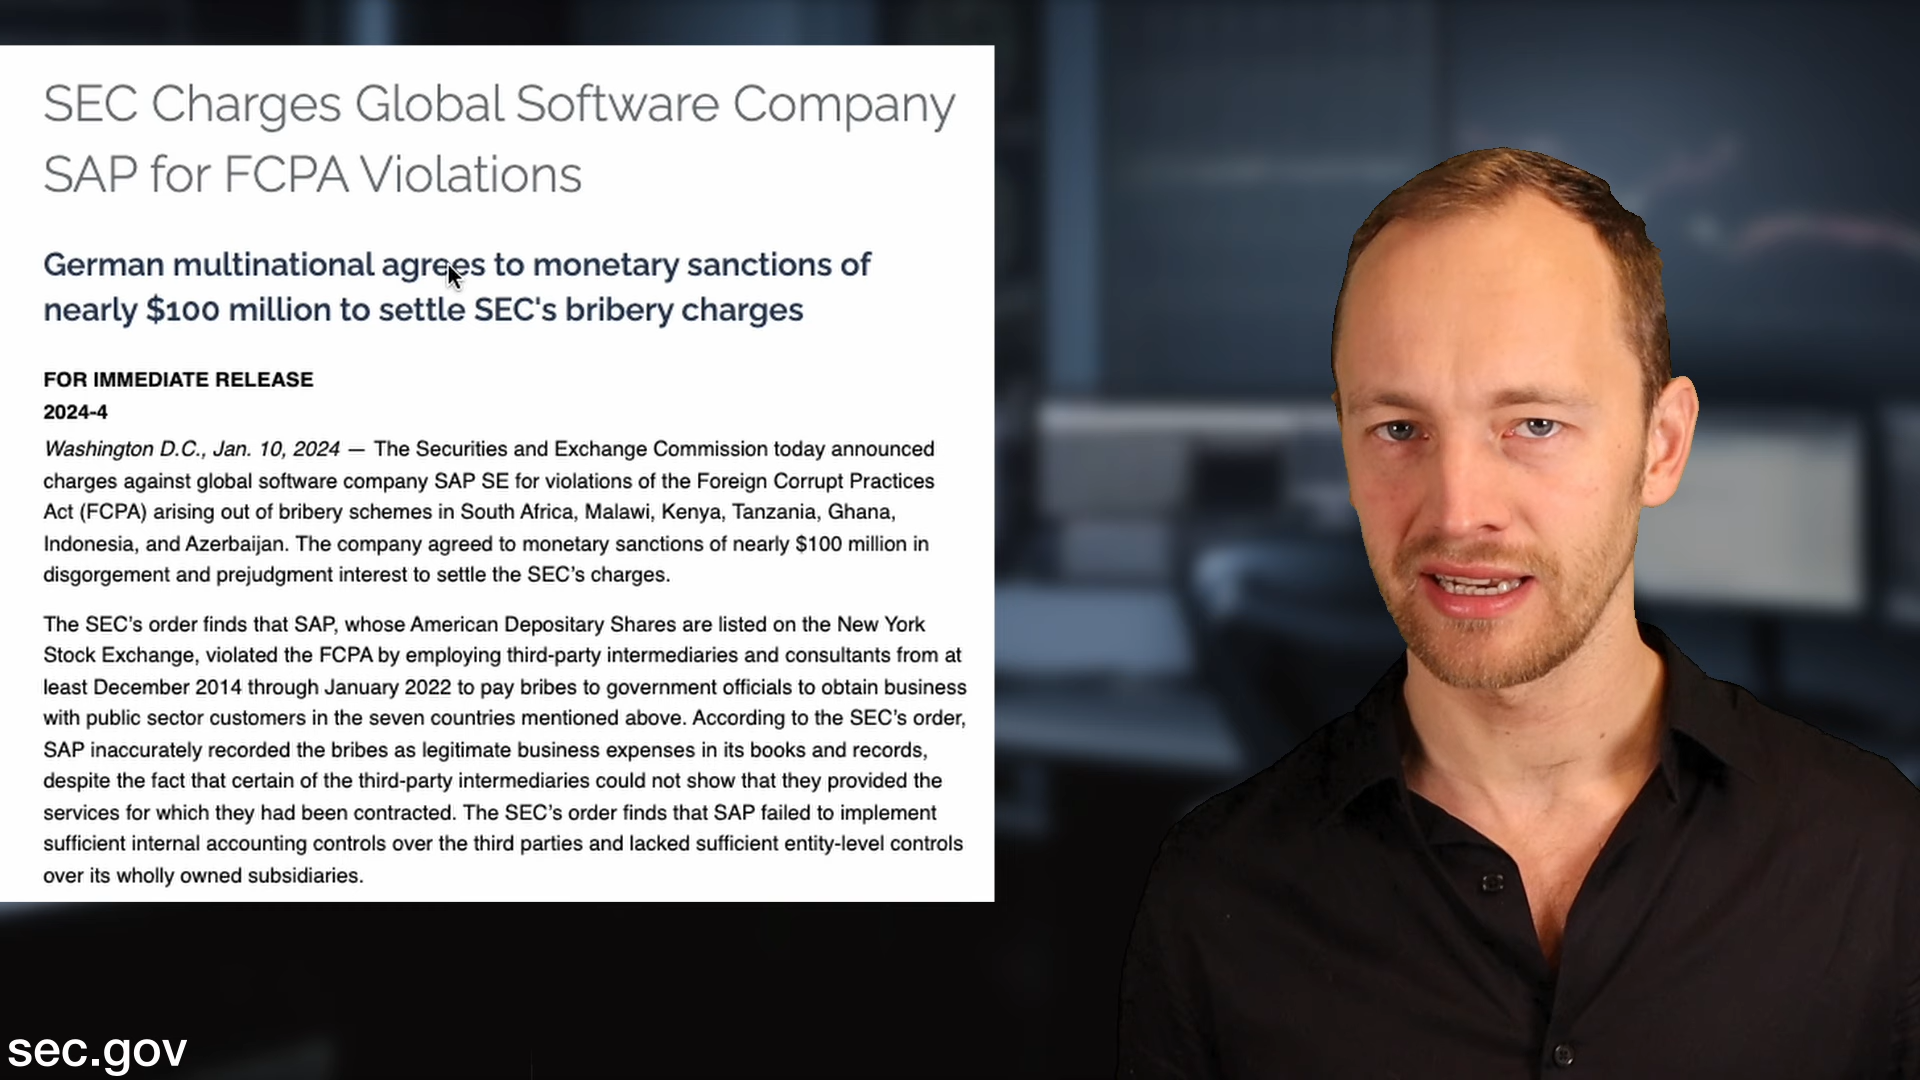 SEC Charges Global Software Company
SAP for FCPA Violations
German multinational agrees to monetary sanctions of
nearly $100 million to settle SEC's bribery charges
FOR IMMEDIATE RELEASE
2024-4
Washington D.C., Jan. 10, 2024 — The Securities and Exchange Commission today announced
charges against global software company SAP SE for violations of the Foreign Corrupt Practices
Act (FCPA) arising out of bribery schemes in South Africa, Malawi, Kenya, Tanzania, Ghana,
Indonesia, and Azerbaijan. The company agreed to monetary sanctions of nearly $100 million in
disgorgement and prejudgment interest to settle the SEC’s charges.
The SEC’s order finds that SAP, whose American Depositary Shares are listed on the New York
Stock Exchange, violated the FCPA by employing third-party intermediaries and consultants from at
least December 2014 through January 2022 to pay bribes to government officials to obtain business
with public sector customers in the seven countries mentioned above. According to the SEC’s order,
SAP inaccurately recorded the bribes as legitimate business expenses in its books and records,
despite the fact that certain of the third-party intermediaries could not show that they provided the
services for which they had been contracted. The SEC’s order finds that SAP failed to implement
sufficient internal accounting controls over the third parties and lacked sufficient entity-level controls
over its wholly owned subsidiaries.
sec.gov